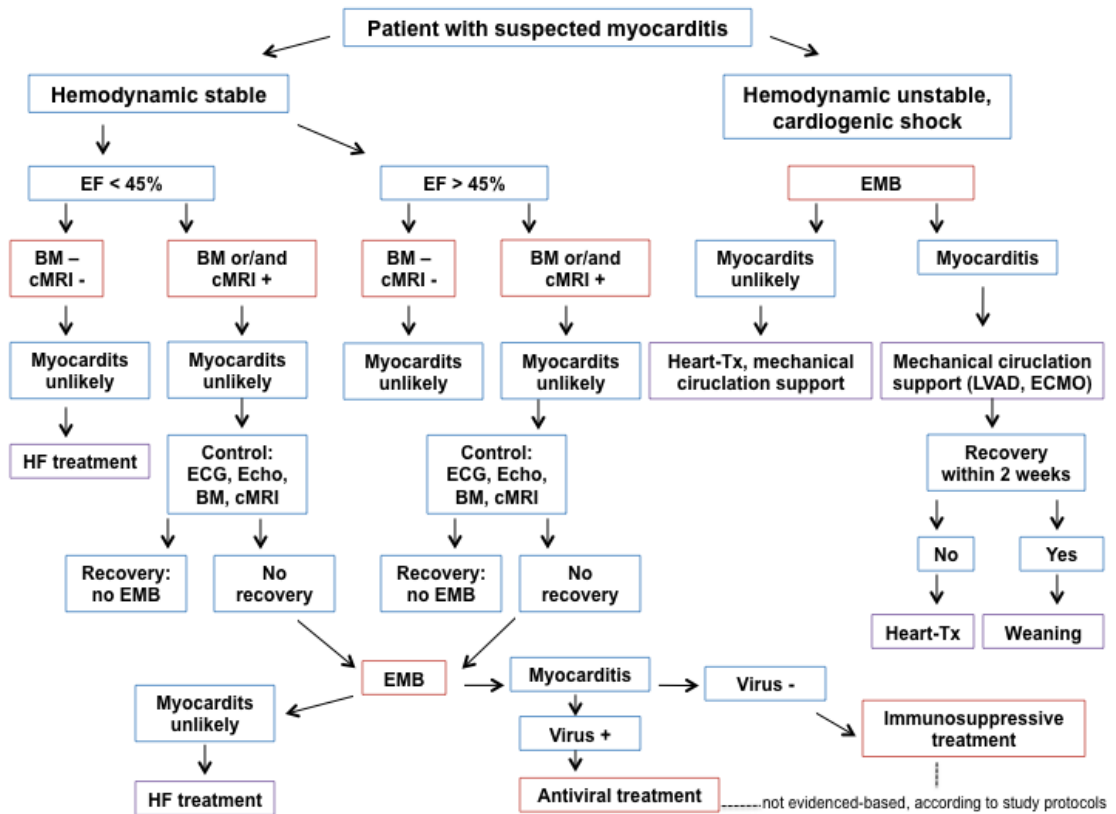 Patient with suspected myocarditis
Hemodynamic stable
Hemodynamic unstable,
cardiogenic shock
EF < 45%
EF > 45%
EMB
BM –
cMRI -
BM or/and
cMRI +
BM –
cMRI -
BM or/and
cMRI +
Myocardits
unlikely
Myocarditis
Myocardits
unlikely
Myocardits
unlikely
Myocardits unlikely
Myocardits
unlikely
Heart-Tx, mechanical
ciruclation support
Mechanical ciruclation
support (LVAD, ECMO)
HF treatment
Control:
ECG, Echo,
BM, cMRI
Control:
ECG, Echo,
BM, cMRI
Recovery
within 2 weeks
No
Yes
Recovery:
no EMB
No
recovery
Recovery:
no EMB
No
recovery
Heart-Tx
Weaning
EMB
Myocarditis
Virus -
Myocardits
unlikely
Virus +
Immunosuppressive
treatment
HF treatment
Antiviral treatment
not evidenced-based, according to study protocols